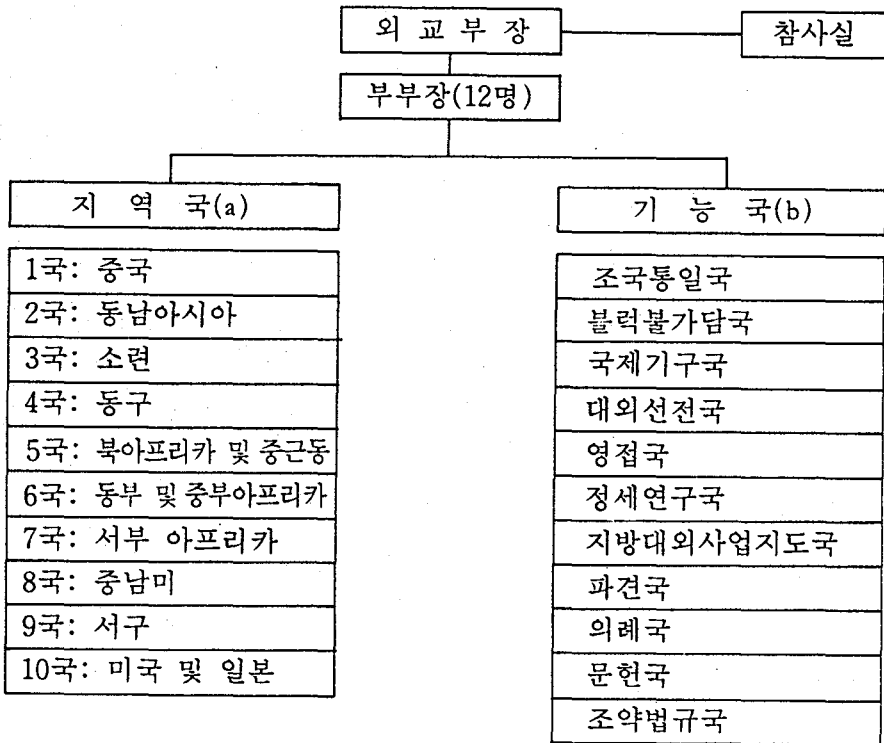 외 교 부 장
참사실
부부장(12명)
지 역 국(a)
1국: 중국
2국: 동남아시아
3국: 소련
4국: 동구
5국: 북아프리카 및 중근동
6국: 동부 및 중부아프리카
7국: 서부 아프리카
8국: 중남미
9국: 서구
10국: 미국 및 일본
기 능 국(b)
조국통일국
블럭불가담국
국제기구국
대외선전국
영접국
정세연구국
지방대외사업지도국
파견국
의례국
문헌국
조약법규국